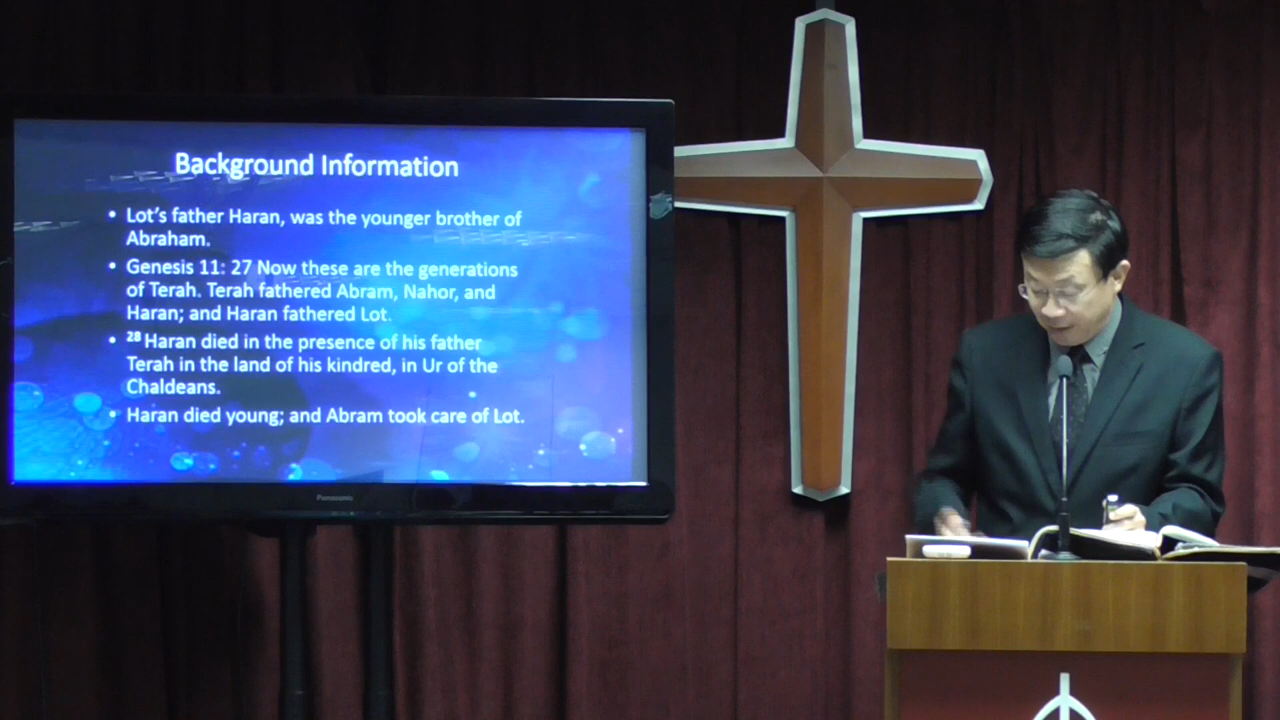 Background Information
• Lot's father Haran, was the younger brother of
Abraham.
• Genesis 11: 27 Now these are the generations
of Terah. Terah fathered Abram, Nahor, and
Haran; and Haran fathered Lot.
• 28 Haran died in the presence of his father
Terah in the land of his kindred, in Ur of the
Chaldeans.
• Haran died young; and Abram took care of Lot.
Panasonic